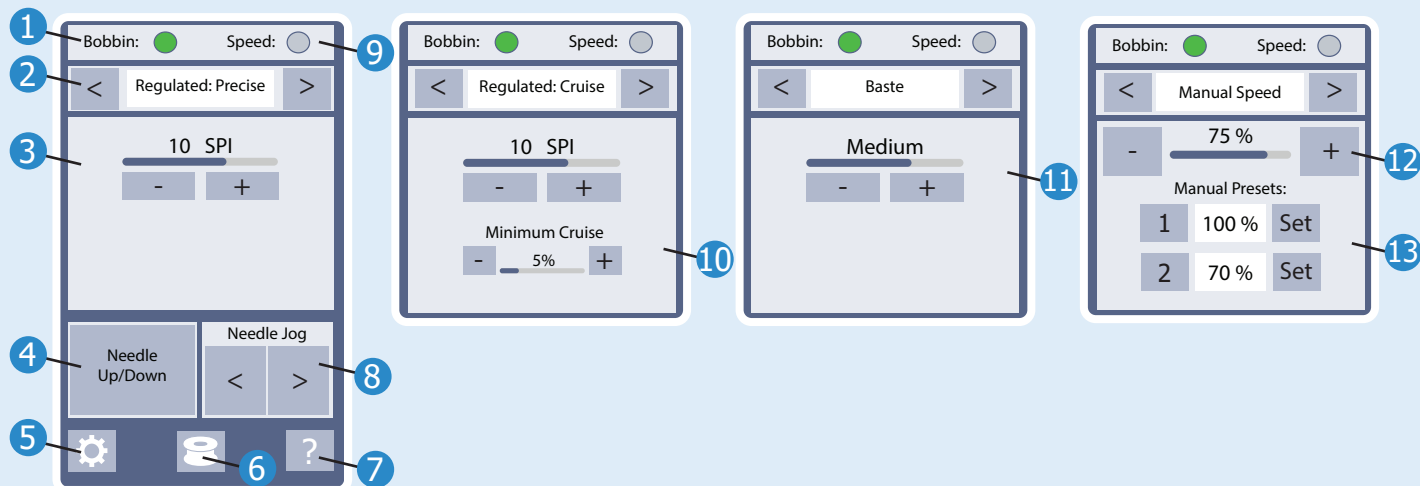 1
Bobbin: Speed:
9
2
< Regulated: Precise >
3
10 SPI
- +
4
Needle
Up/Down
Needle Jog
< >
8
5
6
?
7
Bobbin: Speed:
< Regulated: Cruise >
10 SPI
- +
Minimum Cruise
- 5% +
10
Bobbin: Speed:
< Baste >
Medium
- +
11
Bobbin: Speed:
< Manual Speed >
- 75 % +
12
Manual Presets:
1 100 % Set
2 70 % Set
13